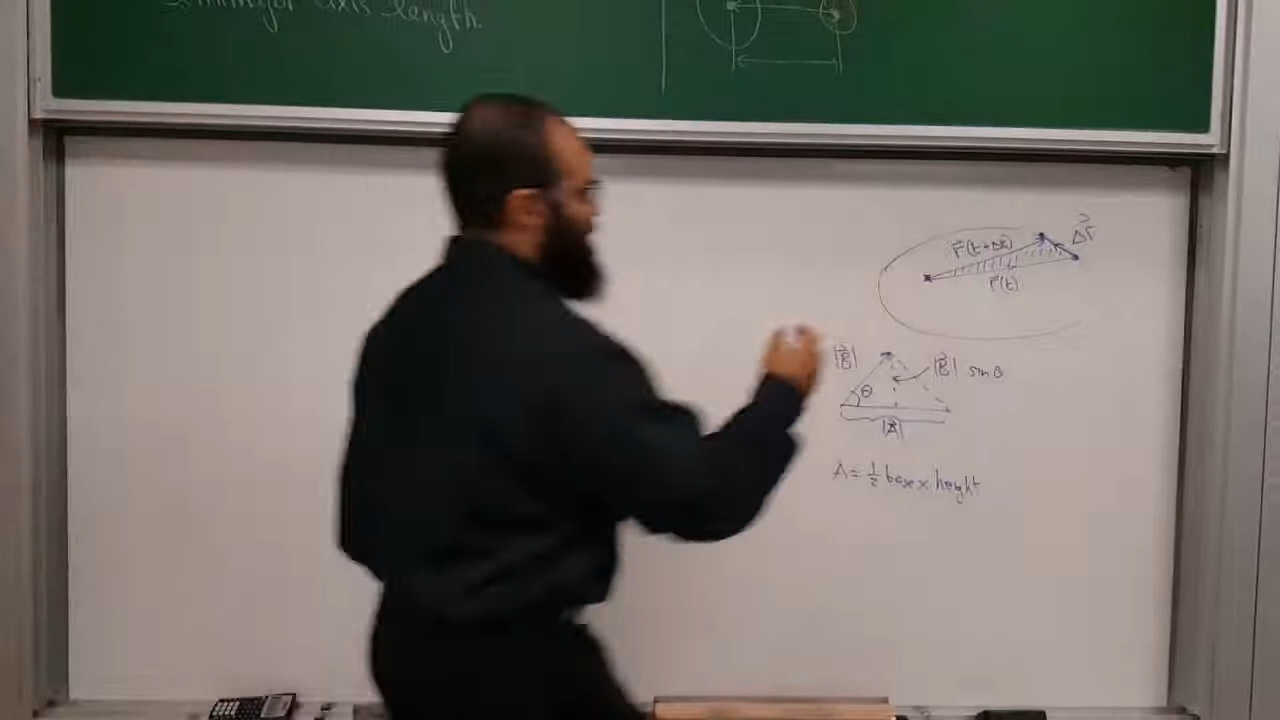 axis length.
r⃗(t+Δt)
Δr⃗
r⃗(t)
|B⃗|
θ
|B⃗| sin θ
|A⃗|
A = 1/2 base × height